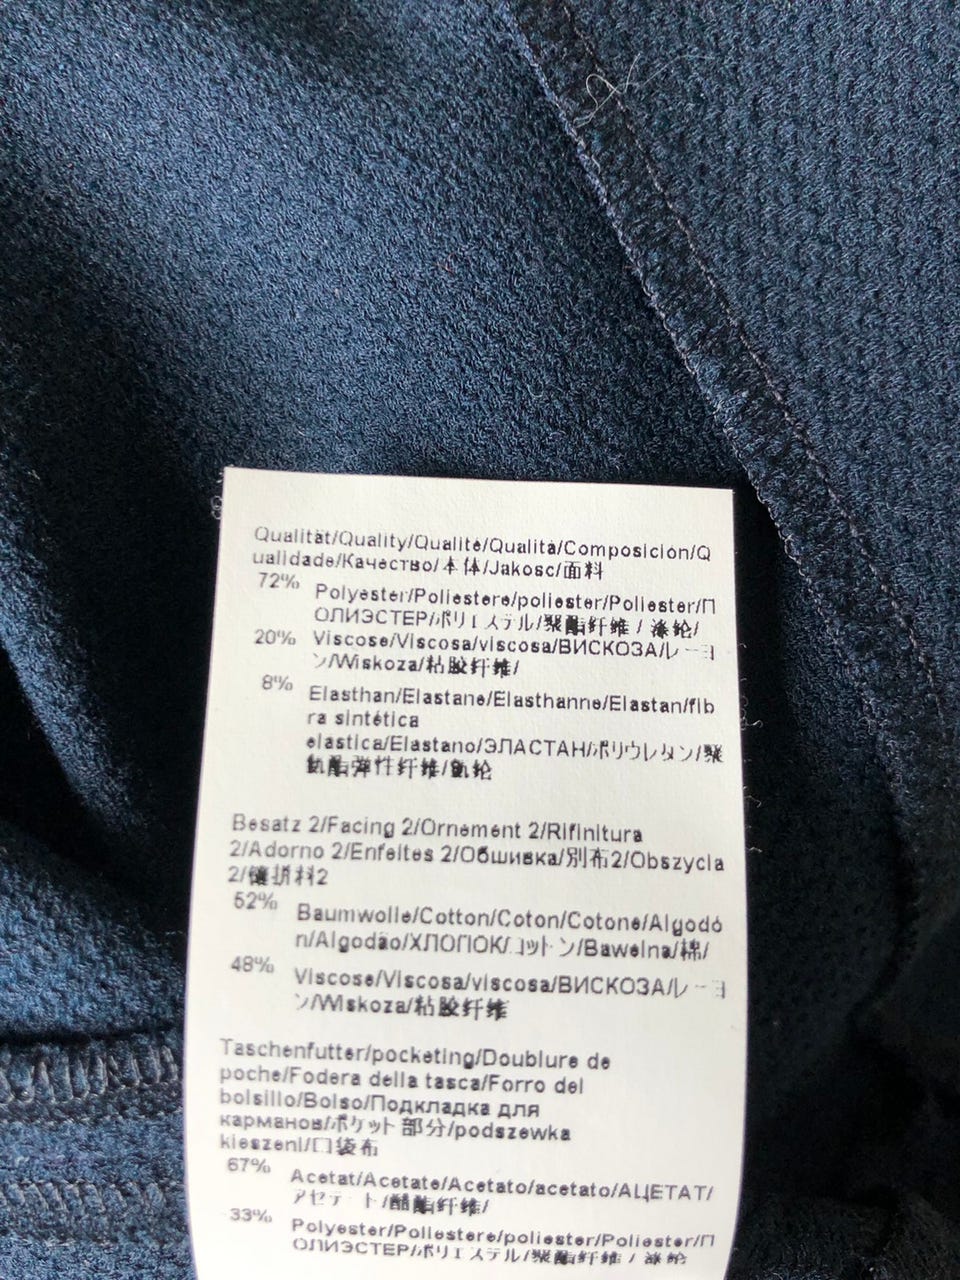 Qualität/Quality/Qualité/Qualità/Composición/Q
ualidade/Качество/本体/Jakosc/面料
72% Polyester/Poliestere/poliester/Poliester/П
ОЛИЭСТЕР/ポリエステル/聚酯纤维 / 涤纶/
20% Viscose/Viscosa/viscosa/ВИСКОЗА/レーヨ
ン/Wiskoza/粘胶纤维/
8% Elasthan/Elastane/Elasthanne/Elastan/fib
ra sintética
elastica/Elastano/ЭЛАСТАН/ポリウレタン/聚
氨酯弹性纤维/氨纶
Besatz 2/Facing 2/Ornement 2/Rifinitura
2/Adorno 2/Enfeites 2/Обшивка/別布2/Obszycia
2/镶拼料2
52% Baumwolle/Cotton/Coton/Cotone/Algodó
n/Algodão/ХЛОПОК/コットン/Bawelna/棉/
48% Viscose/Viscosa/viscosa/ВИСКОЗА/レーヨ
ン/Wiskoza/粘胶纤维
Taschenfutter/pocketing/Doublure de
poche/Fodera della tasca/Forro del
bolsillo/Bolso/Подкладка для
карманов/ポケット部分/podszewka
kieszeni/口袋布
67% Acetat/Acetate/Acetato/acetato/АЦЕТАТ/
アセテート/醋酯纤维/
33% Polyester/Poliestere/poliester/Poliester/П
ОЛИЭСТЕР/ポリエステル/聚酯纤维 / 涤纶